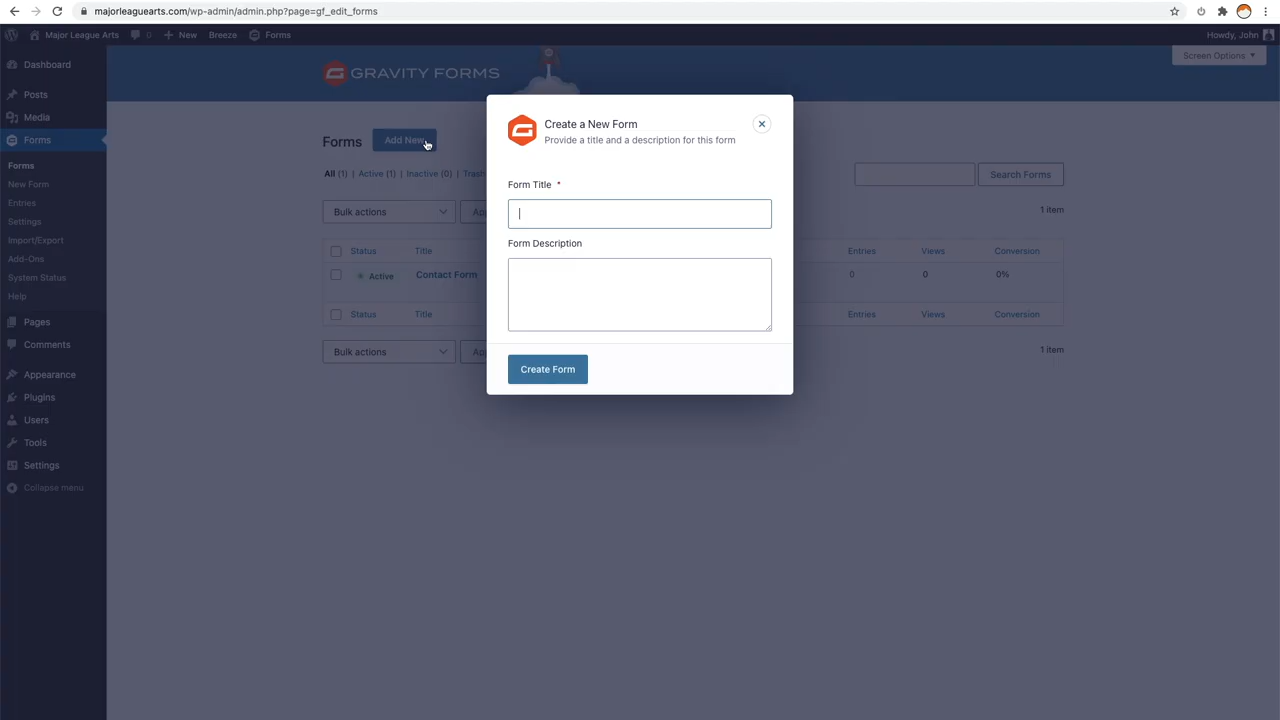 majorleaguearts.com/wp-admin/admin.php?page=gf_edit_forms
Major League Arts 0 New Breeze Forms Howdy, John
Screen Options
Dashboard
Posts
Media
Forms
Forms
New Form
Entries
Settings
Import/Export
Add-Ons
System Status
Help
Pages
Comments
Appearance
Plugins
Users
Tools
Settings
Collapse menu
GRAVITY FORMS
Forms Add New
All (1) | Active (1) | Inactive (0) | Trash
Search Forms
Bulk actions
1 item
Status Title Entries Views Conversion
Active Contact Form 0 0 0%
Status Title Entries Views Conversion
Bulk actions
1 item
Create a New Form
Provide a title and a description for this form
Form Title *
Form Description
Create Form